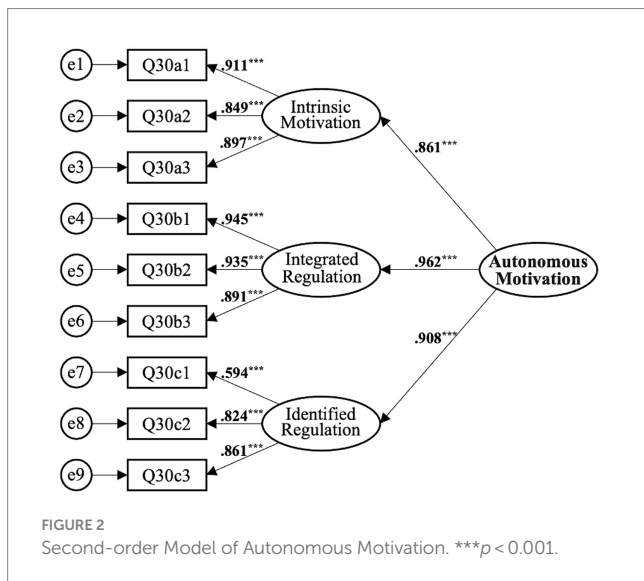 e1 Q30a1 .911***
e2 Q30a2 .849***
e3 Q30a3 .897***
Intrinsic
Motivation
.861***
e4 Q30b1 .945***
e5 Q30b2 .935***
e6 Q30b3 .891***
Integrated
Regulation
.962***
Autonomous
Motivation
.908***
e7 Q30c1 .594***
e8 Q30c2 .824***
e9 Q30c3 .861***
Identified
Regulation
FIGURE 2
Second-order Model of Autonomous Motivation. ***p < 0.001.